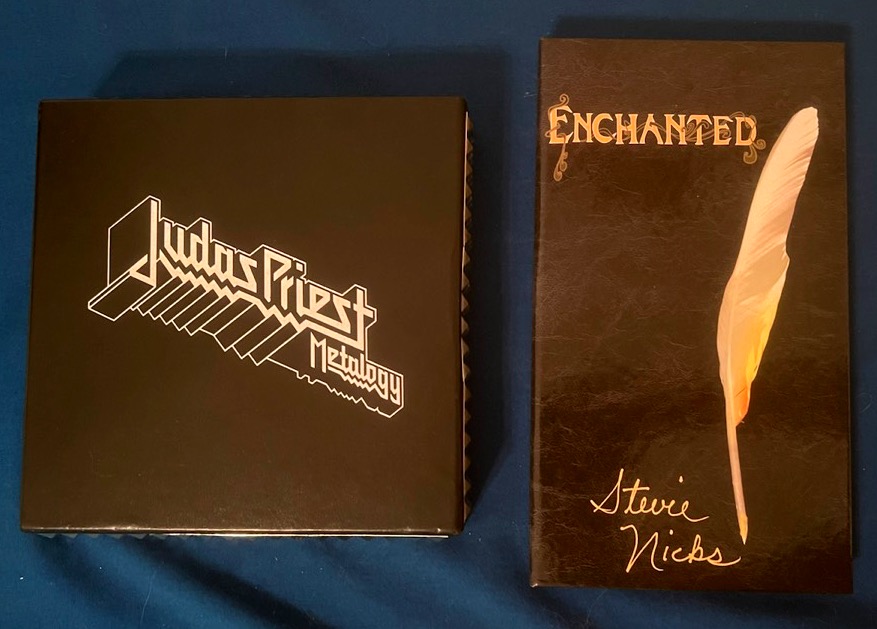 Judas Priest
Metalogy
ENCHANTED
Stevie
Nicks